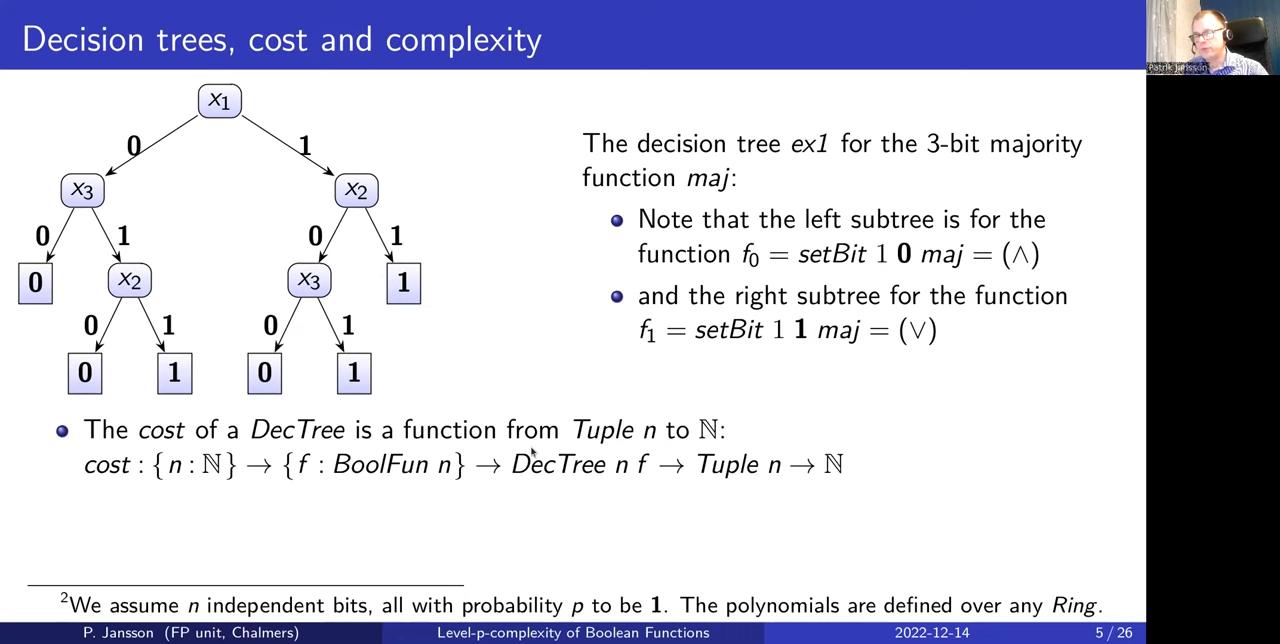 Decision trees, cost and complexity
x₁
0 1
x₃ x₂
0 1 0 1
0 x₂ x₃ 1
0 1 0 1
0 1 0 1
The decision tree ex1 for the 3-bit majority
function maj:
Note that the left subtree is for the
function f₀ = setBit 1 0 maj = (∧)
and the right subtree for the function
f₁ = setBit 1 1 maj = (∨)
The cost of a DecTree is a function from Tuple n to ℕ:
cost : {n : ℕ} → {f : BoolFun n} → DecTree n f → Tuple n → ℕ
²We assume n independent bits, all with probability p to be 1. The polynomials are defined over any Ring.
P. Jansson (FP unit, Chalmers) Level-p-complexity of Boolean Functions 2022-12-14 5 / 26
Patrik Jansson